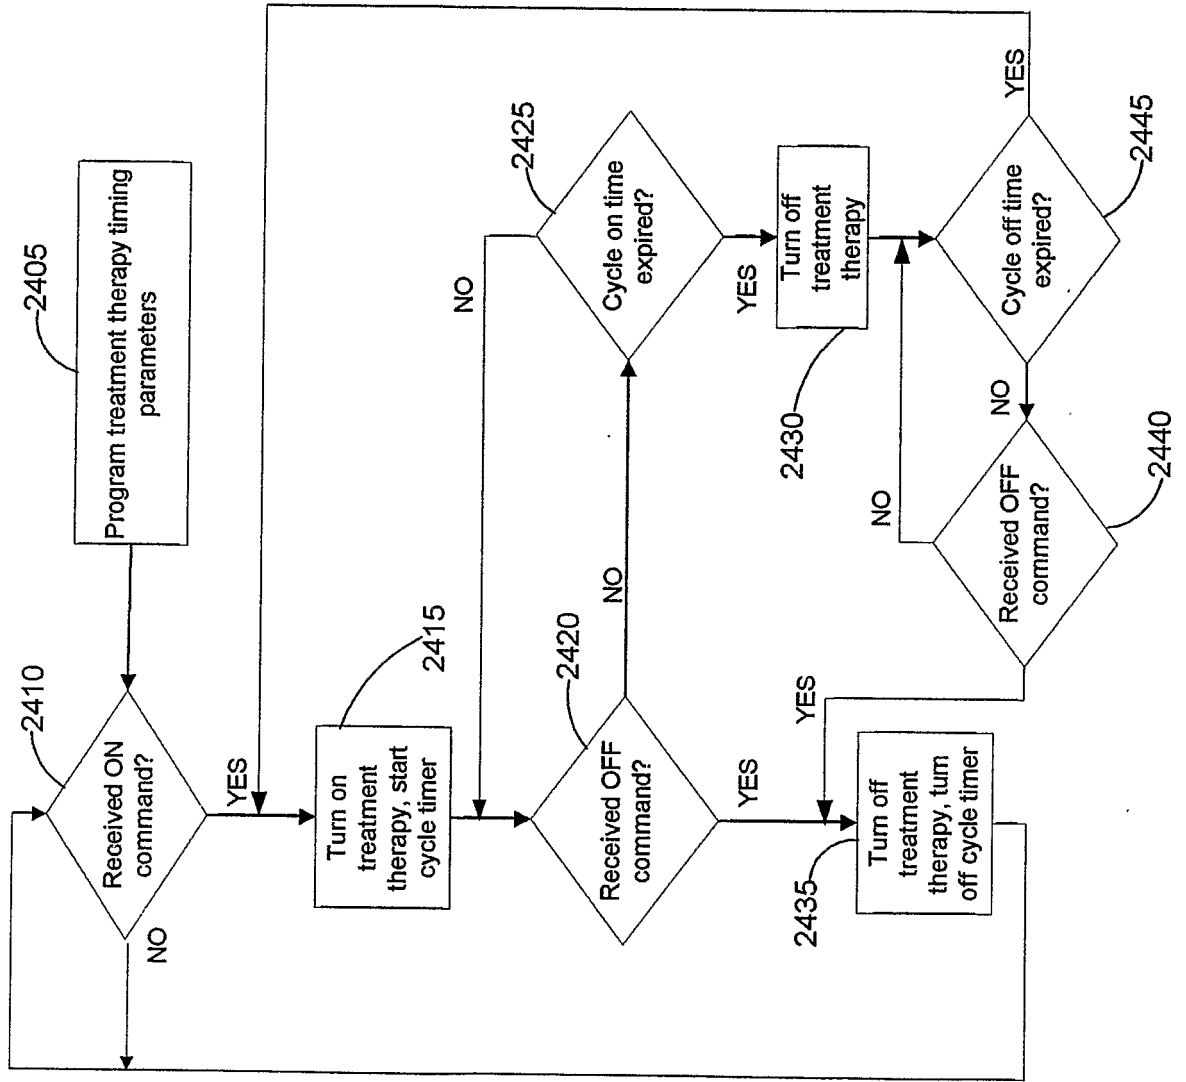 2405
Program treatment therapy timing
parameters
2410
Received ON
command?
NO
YES
2415
Turn on
treatment
therapy, start
cycle timer
2420
Received OFF
command?
NO
YES
2425
Cycle on time
expired?
NO
YES
2430
Turn off
treatment
therapy
2445
Cycle off time
expired?
YES
NO
2440
Received OFF
command?
NO
YES
2435
Turn off
treatment
therapy, turn
off cycle timer